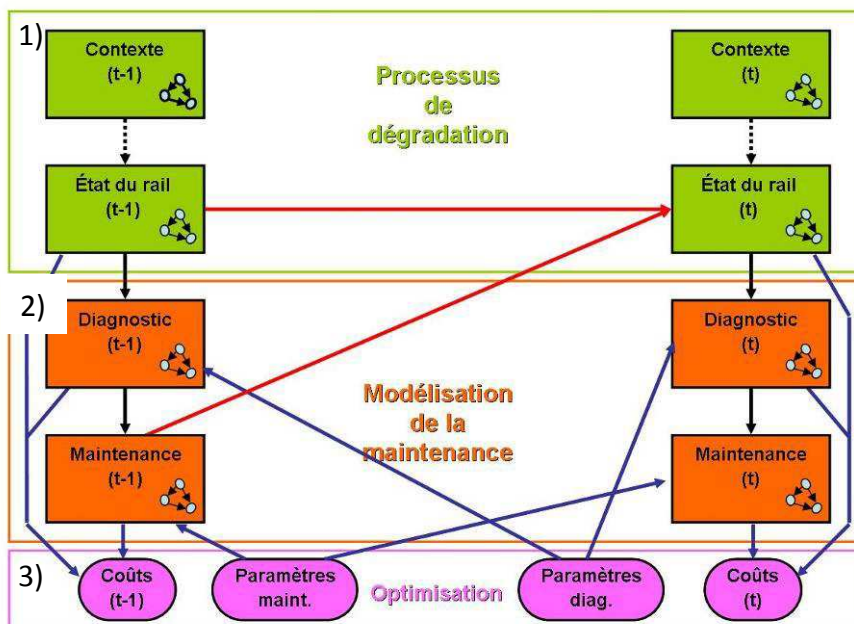 1)
Contexte
(t-1)
Contexte
(t)
Processus
de
dégradation
État du rail
(t-1)
État du rail
(t)
2)
Diagnostic
(t-1)
Diagnostic
(t)
Modélisation
de la
maintenance
Maintenance
(t-1)
Maintenance
(t)
3)
Coûts
(t-1)
Paramètres
maint.
Optimisation
Paramètres
diag.
Coûts
(t)